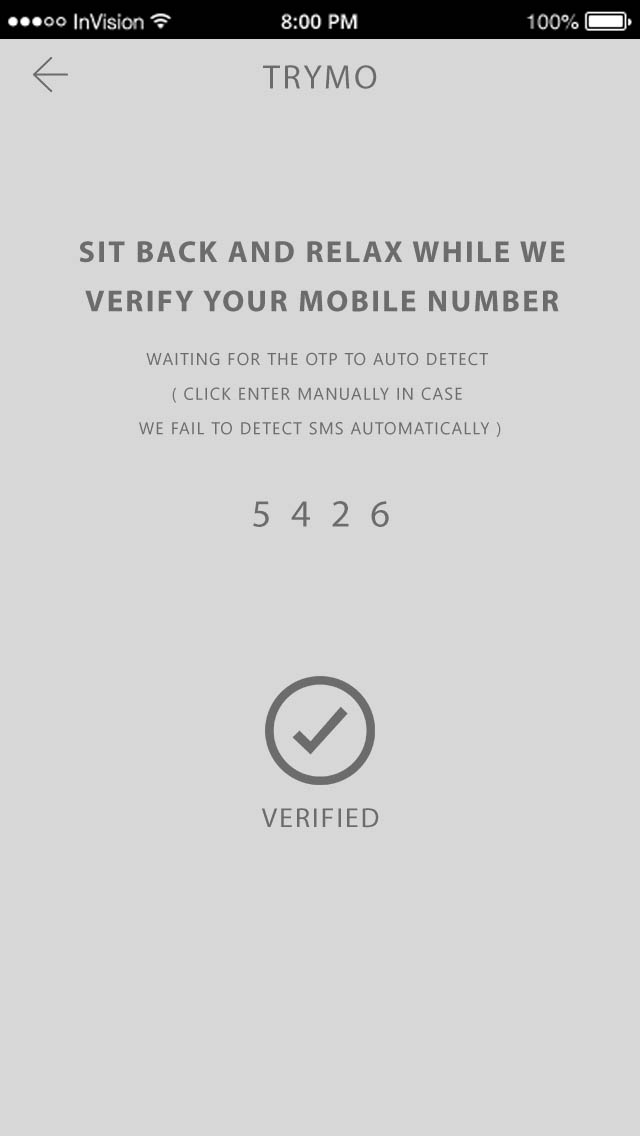 InVision 8:00 PM 100%
TRYMO
SIT BACK AND RELAX WHILE WE
VERIFY YOUR MOBILE NUMBER
WAITING FOR THE OTP TO AUTO DETECT
( CLICK ENTER MANUALLY IN CASE
WE FAIL TO DETECT SMS AUTOMATICALLY )
5 4 2 6
VERIFIED